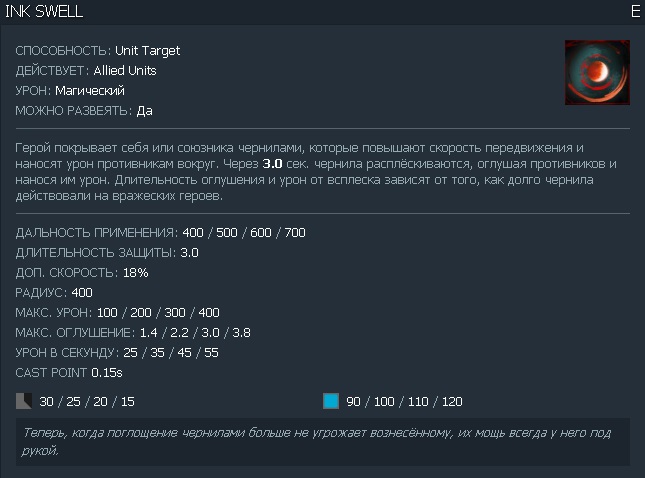 INK SWELL E
СПОСОБНОСТЬ: Unit Target
ДЕЙСТВУЕТ: Allied Units
УРОН: Магический
МОЖНО РАЗВЕЯТЬ: Да
Герой покрывает себя или союзника чернилами, которые повышают скорость передвижения и
наносят урон противникам вокруг. Через 3.0 сек. чернила расплёскиваются, оглушая противников и
нанося им урон. Длительность оглушения и урон от всплеска зависят от того, как долго чернила
действовали на вражеских героев.
ДАЛЬНОСТЬ ПРИМЕНЕНИЯ: 400 / 500 / 600 / 700
ДЛИТЕЛЬНОСТЬ ЗАЩИТЫ: 3.0
ДОП. СКОРОСТЬ: 18%
РАДИУС: 400
МАКС. УРОН: 100 / 200 / 300 / 400
МАКС. ОГЛУШЕНИЕ: 1.4 / 2.2 / 3.0 / 3.8
УРОН В СЕКУНДУ: 25 / 35 / 45 / 55
CAST POINT 0.15s
30 / 25 / 20 / 15 90 / 100 / 110 / 120
Теперь, когда поглощение чернилами больше не угрожает вознесённому, их мощь всегда у него под
рукой.